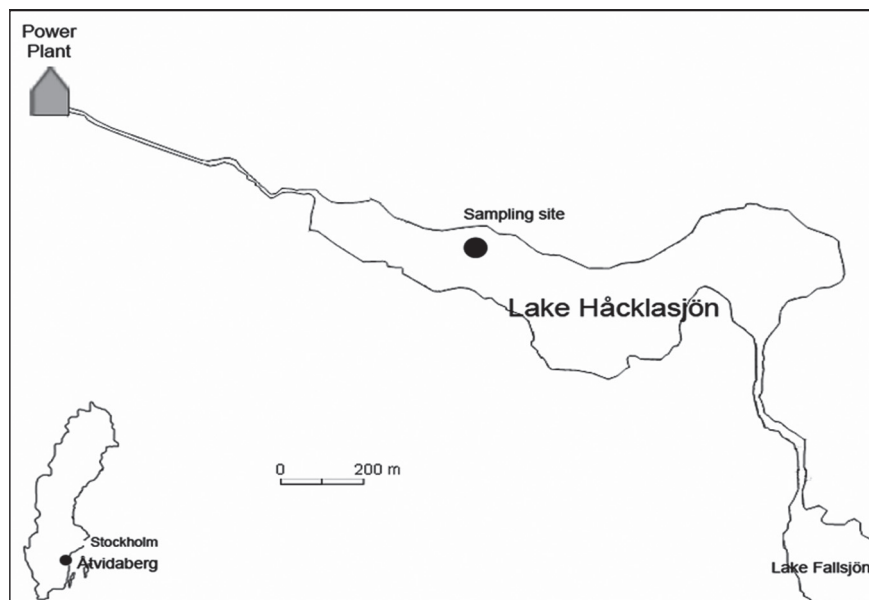 Power
Plant
Sampling site
Lake Håcklasjön
0 200 m
Stockholm
Åtvidaberg
Lake Fallsjön